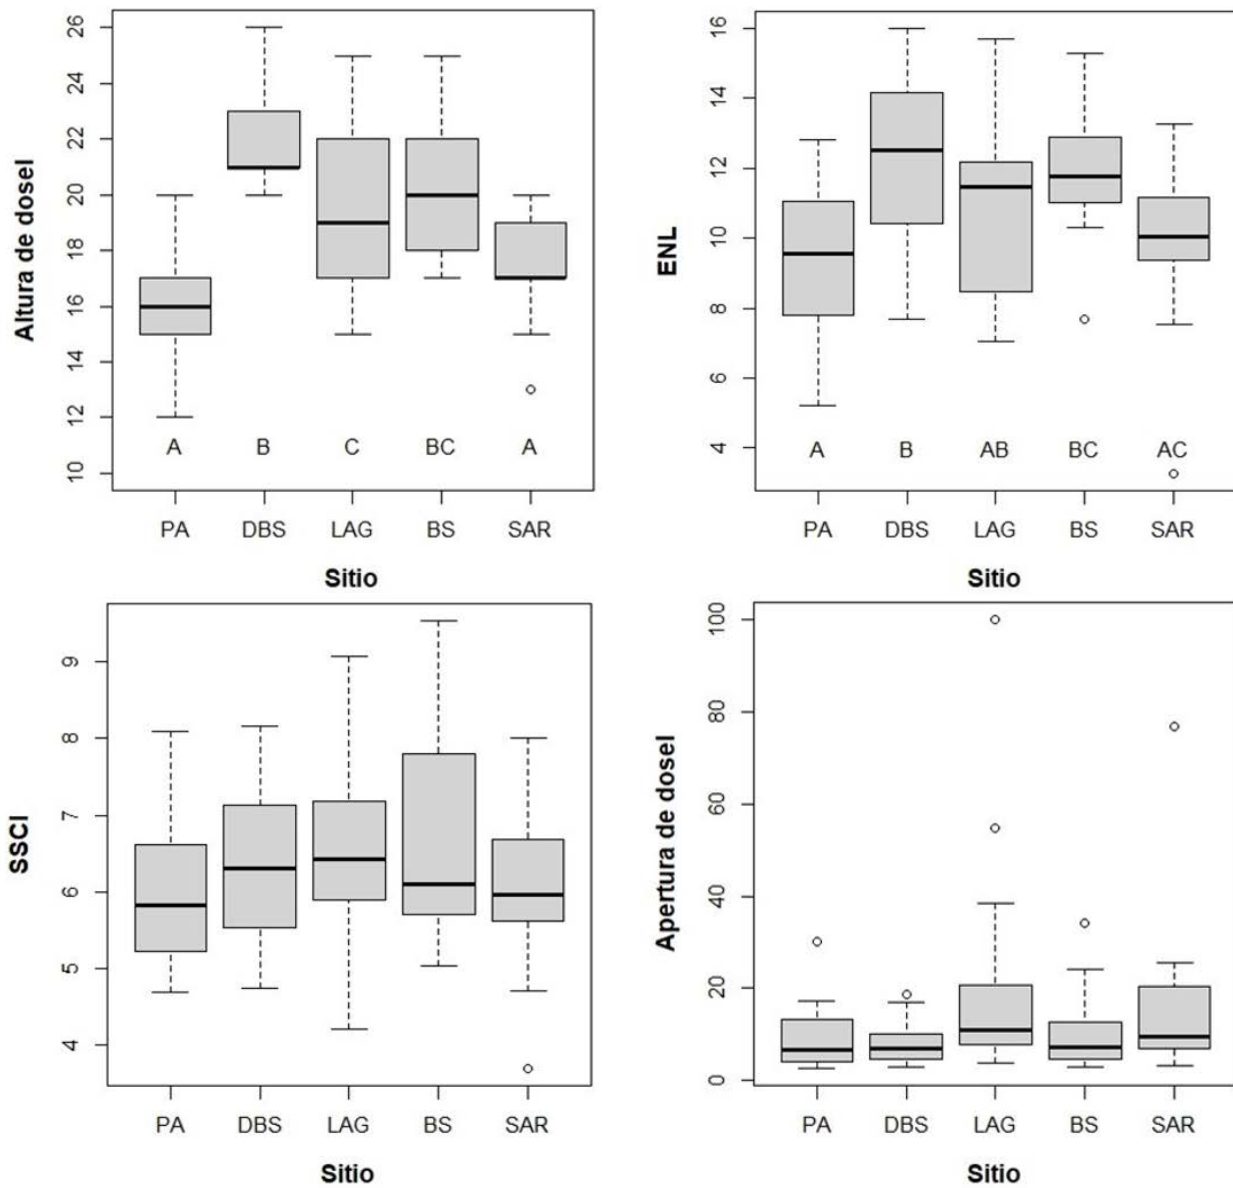 Altura de dosel
26
24
22
20
18
16
14
12
10
A B C BC A
PA DBS LAG BS SAR
Sitio
ENL
16
14
12
10
8
6
4
A B AB BC AC
PA DBS LAG BS SAR
Sitio
SSCI
9
8
7
6
5
4
PA DBS LAG BS SAR
Sitio
Apertura de dosel
100
80
60
40
20
0
PA DBS LAG BS SAR
Sitio